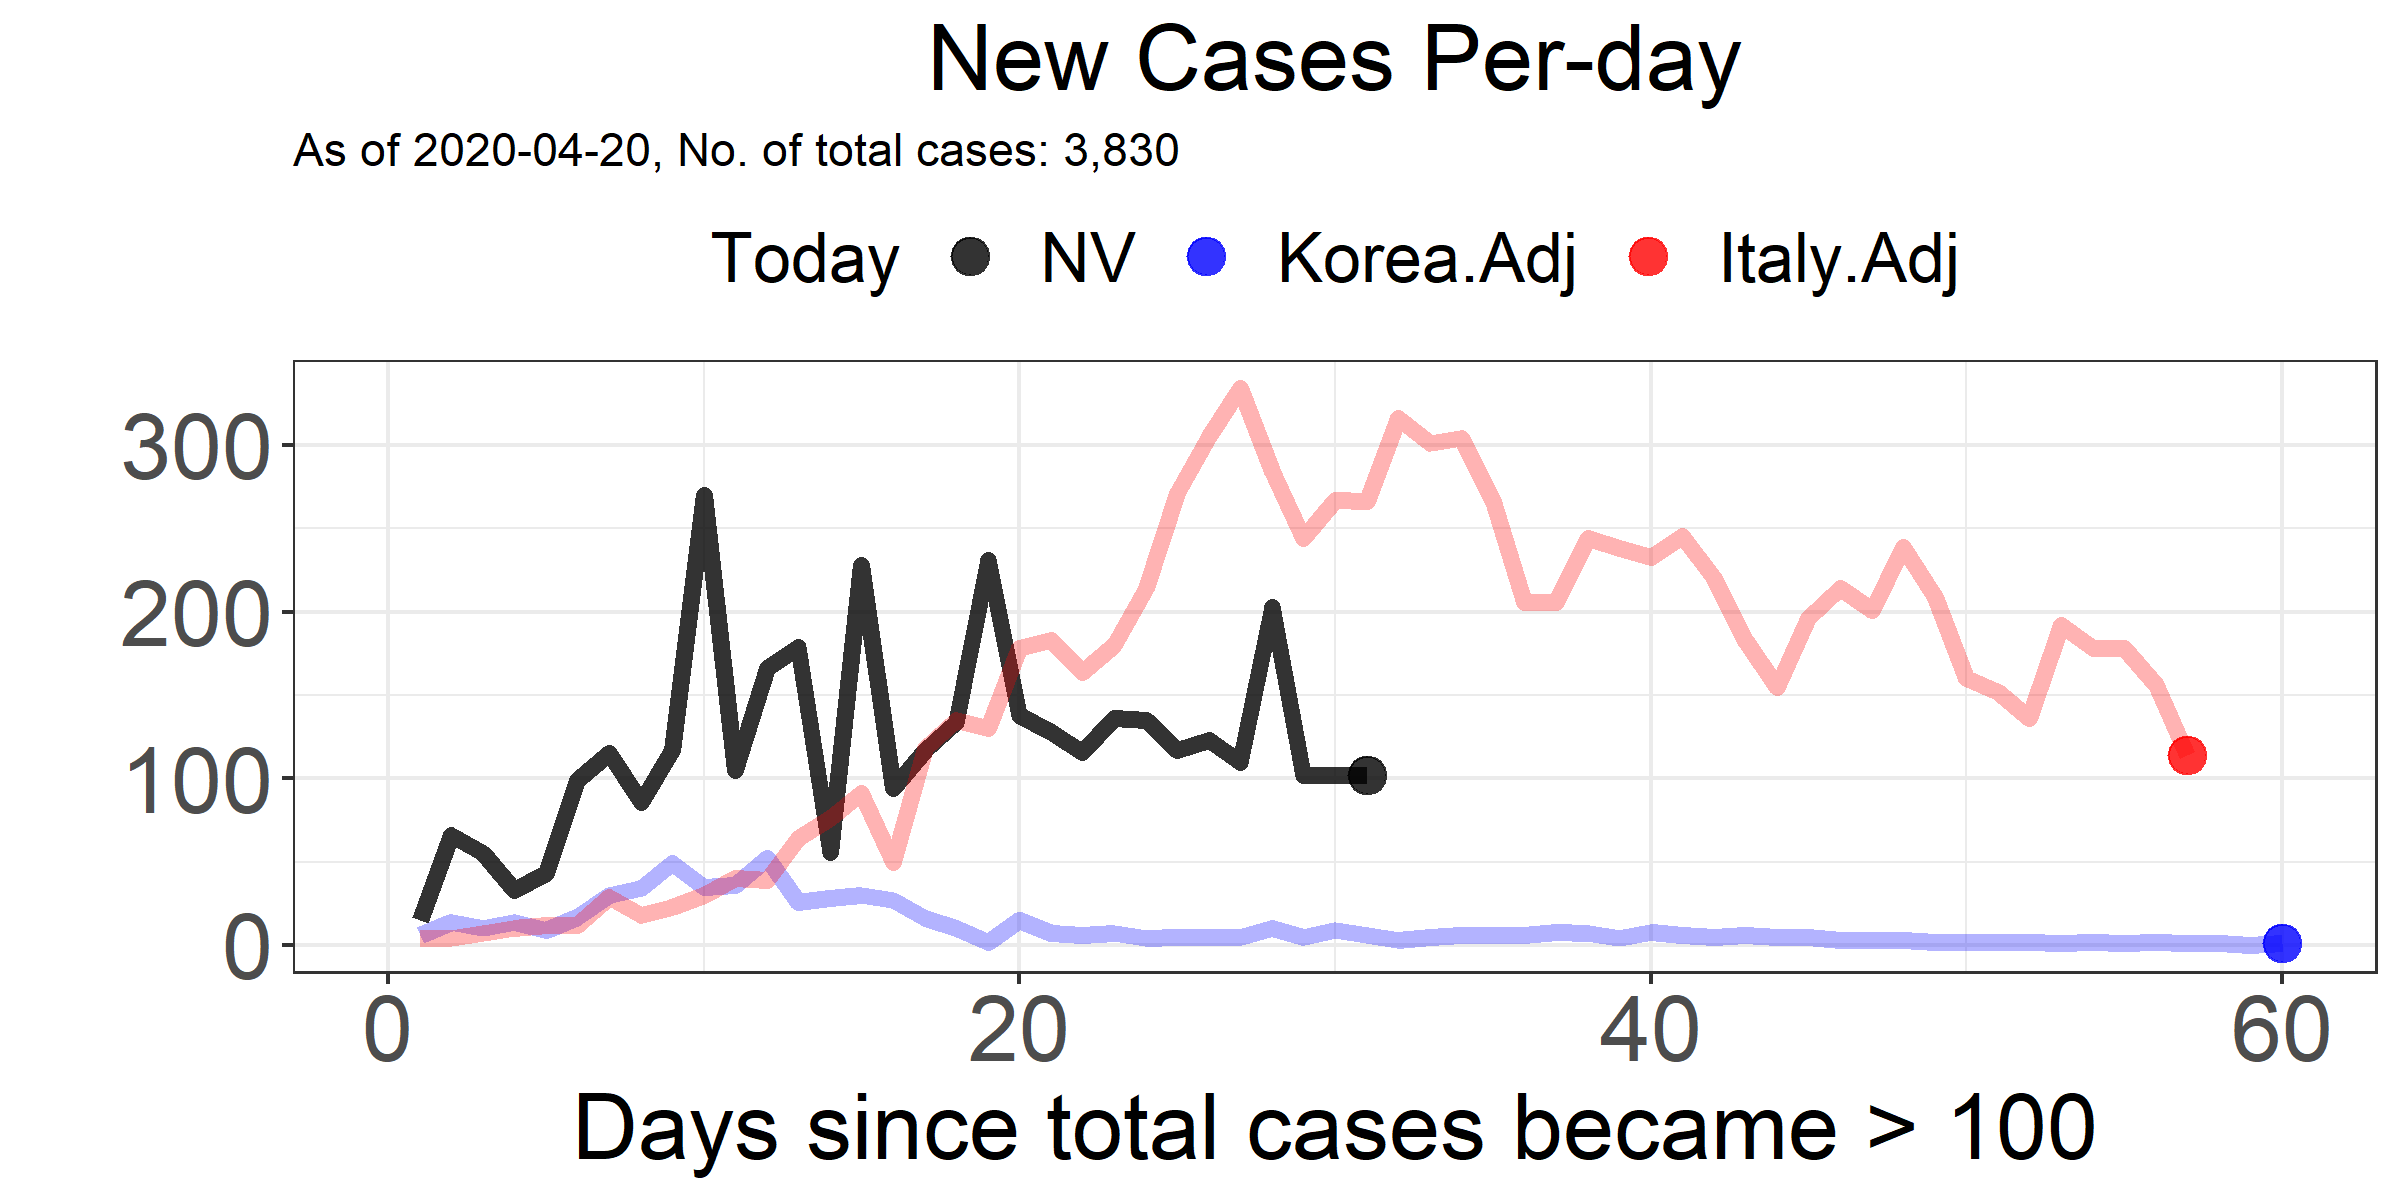 New Cases Per-day
As of 2020-04-20, No. of total cases: 3,830
Today NV Korea.Adj Italy.Adj
300
200
100
0
0 20 40 60
Days since total cases became > 100